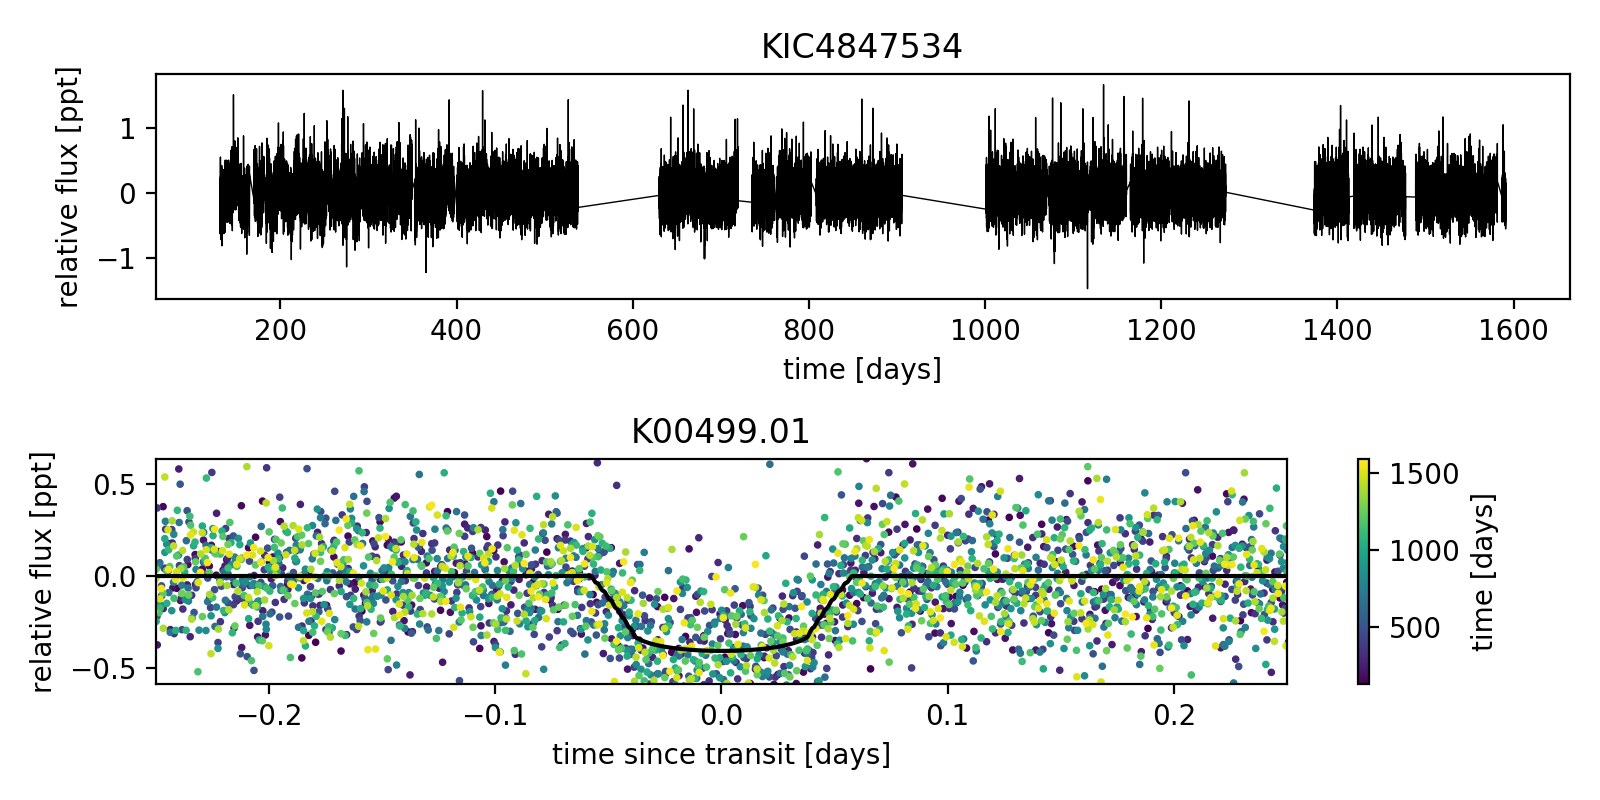 KIC4847534
relative flux [ppt]
1
0
−1
200 400 600 800 1000 1200 1400 1600
time [days]
K00499.01
relative flux [ppt]
0.5
0.0
−0.5
−0.2 −0.1 0.0 0.1 0.2
time since transit [days]
1500
1000
500
time [days]